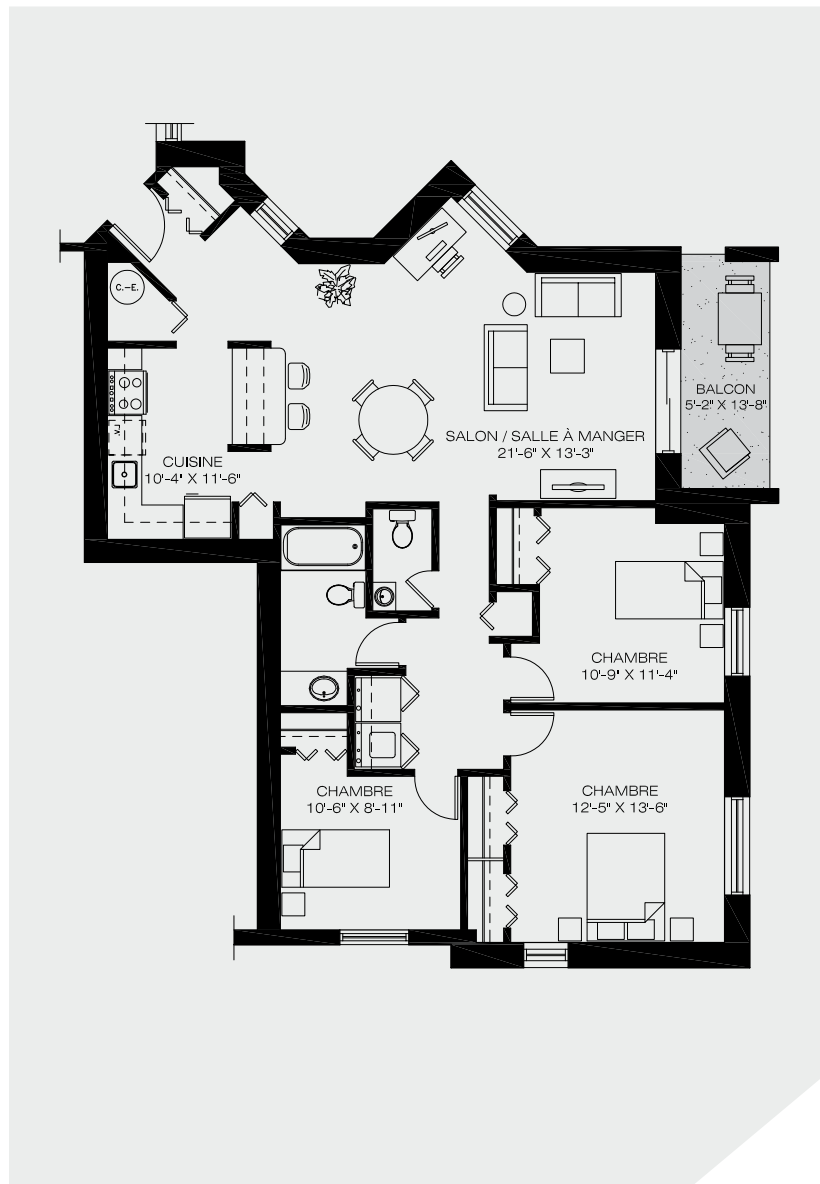 C.-E.
BALCON
5'-2" X 13'-8"
SALON / SALLE À MANGER
21'-6" X 13'-3"
CUISINE
10'-4" X 11'-6"
CHAMBRE
10'-9" X 11'-4"
CHAMBRE
10'-6" X 8'-11"
CHAMBRE
12'-5" X 13'-6"